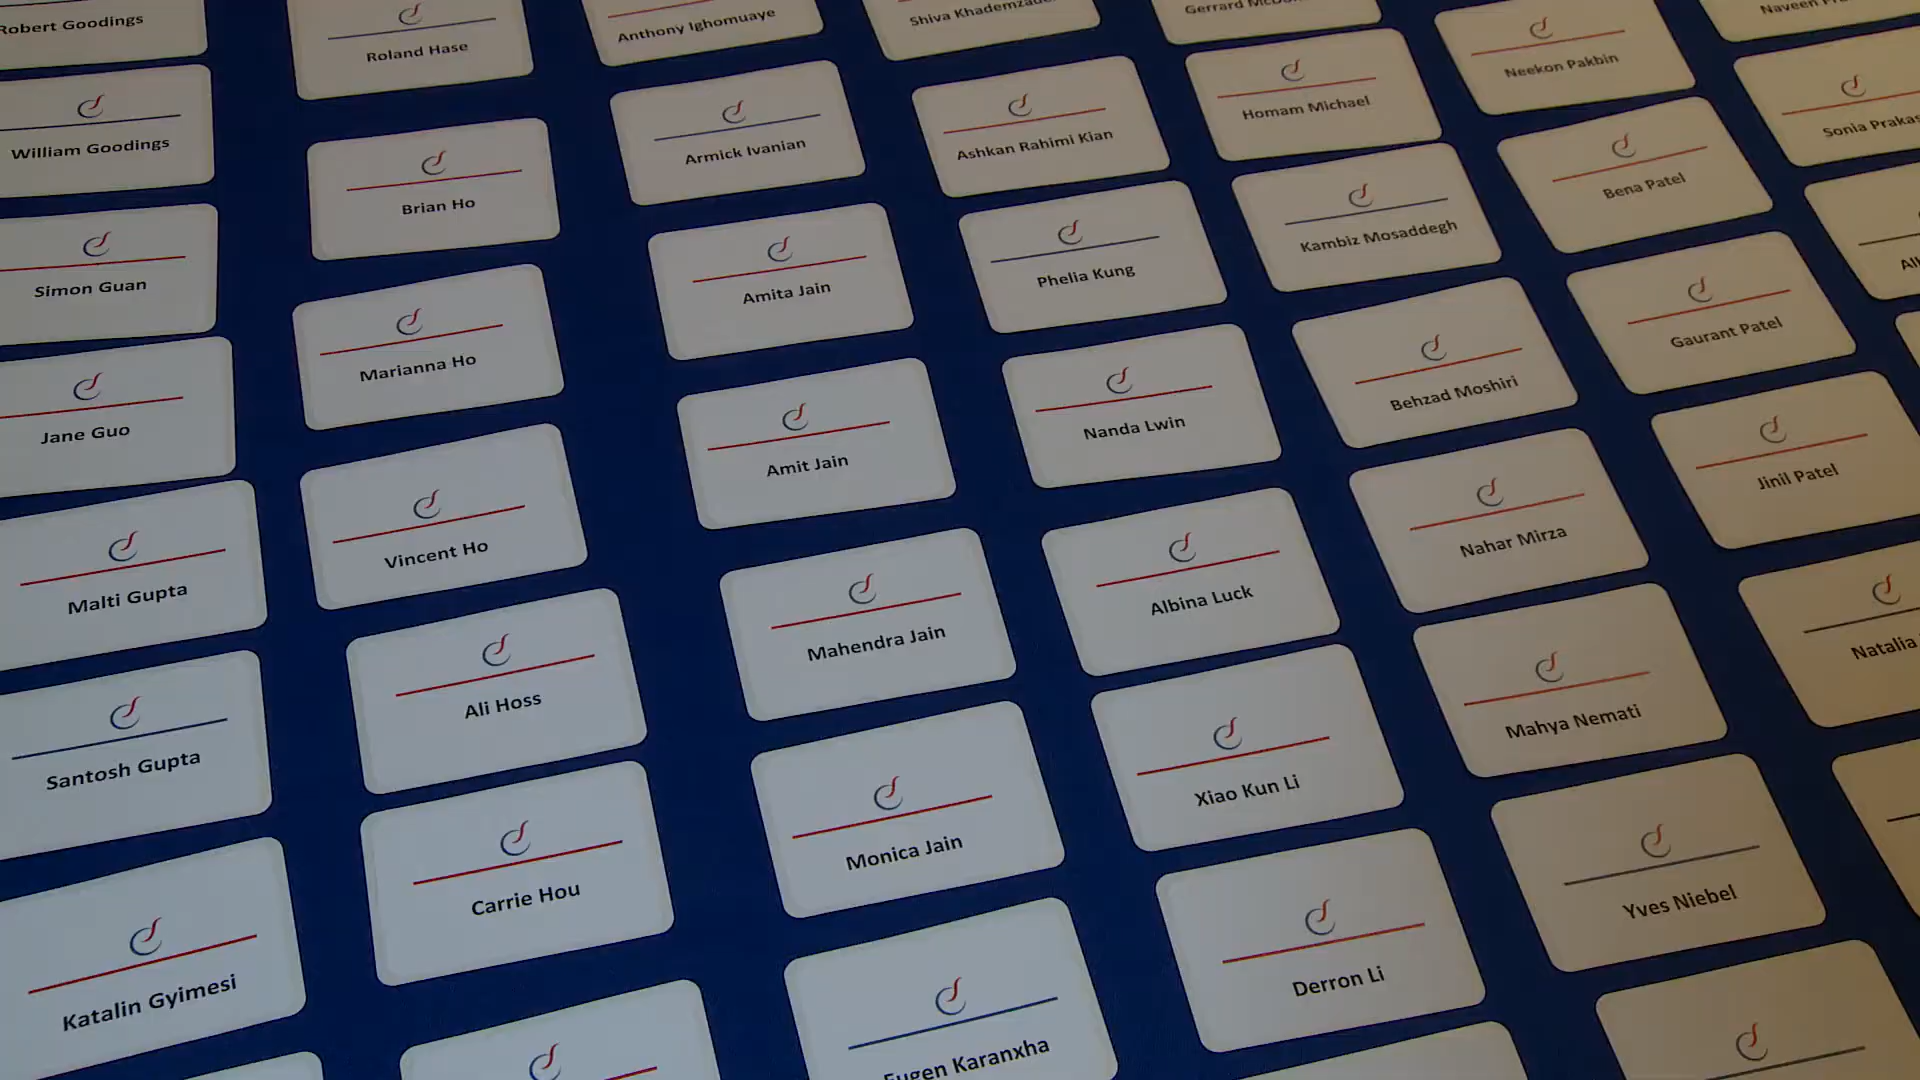 Robert Goodings
William Goodings
Simon Guan
Jane Guo
Malti Gupta
Santosh Gupta
Katalin Gyimesi
Roland Hase
Brian Ho
Marianna Ho
Vincent Ho
Ali Hoss
Carrie Hou
Anthony Ighomuaye
Armick Ivanian
Amita Jain
Amit Jain
Mahendra Jain
Monica Jain
Eugen Karanxha
Shiva
Ashkan Rahimi Kian
Phelia Kung
Nanda Lwin
Albina Luck
Xiao Kun Li
Derron Li
Gerrard
Homam Michael
Kambiz Mosaddegh
Behzad Moshiri
Nahar Mirza
Mahya Nemati
Yves Niebel
Neekon Pakbin
Bena Patel
Gaurant Patel
Jinil Patel
Natalia
Naveen
Sonia